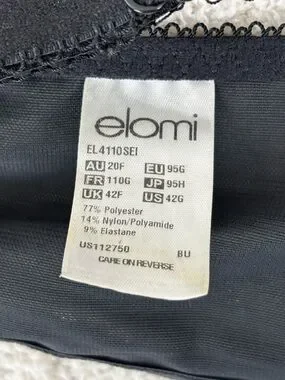 elomi
EL4110SEI
AU 20F EU 95G
FR 110G JP 95H
UK 42F US 42G
77% Polyester
14% Nylon/Polyamide
9% Elastane
US112750 BU
CARE ON REVERSE